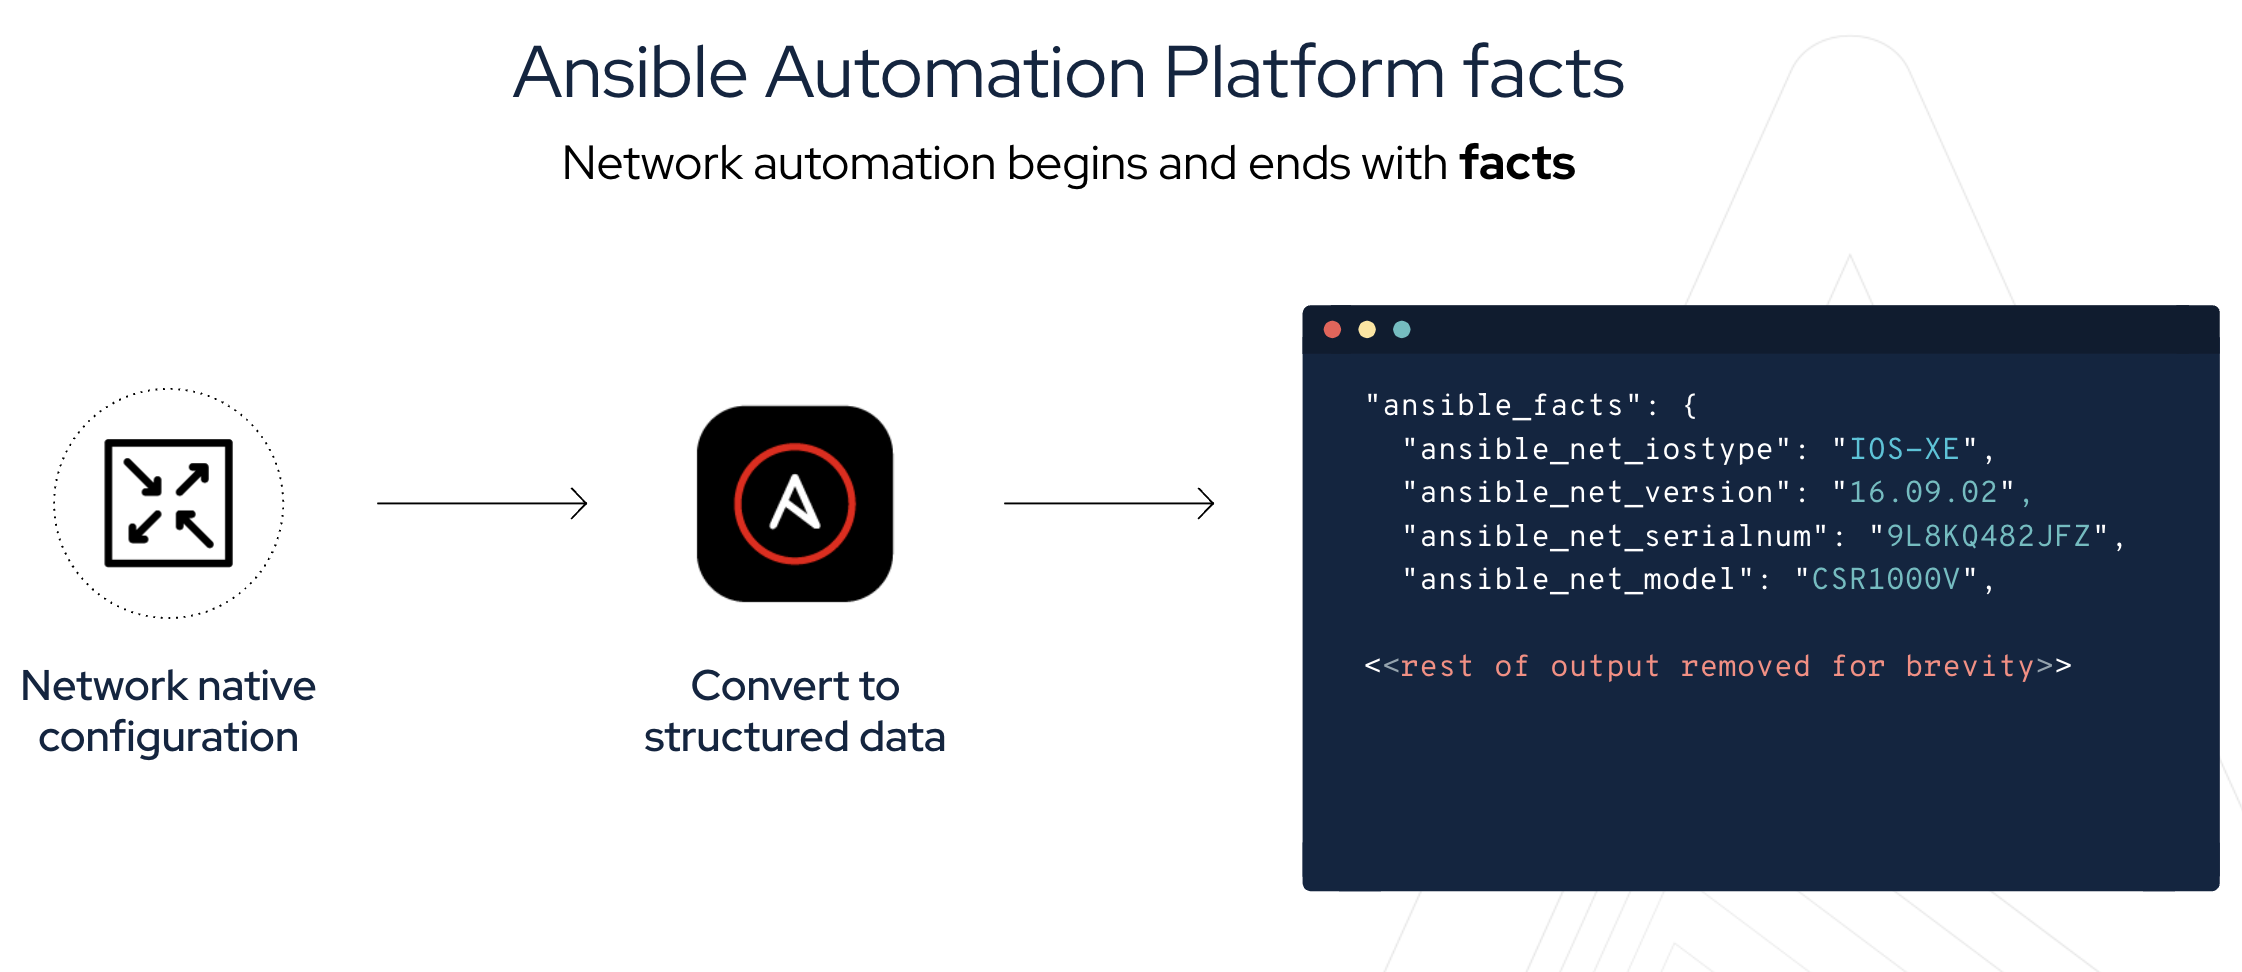 Ansible Automation Platform facts
Network automation begins and ends with facts
Network native
configuration
Convert to
structured data
"ansible_facts": {
"ansible_net_iostype": "IOS-XE",
"ansible_net_version": "16.09.02",
"ansible_net_serialnum": "9L8KQ482JFZ",
"ansible_net_model": "CSR1000V",
<<rest of output removed for brevity>>